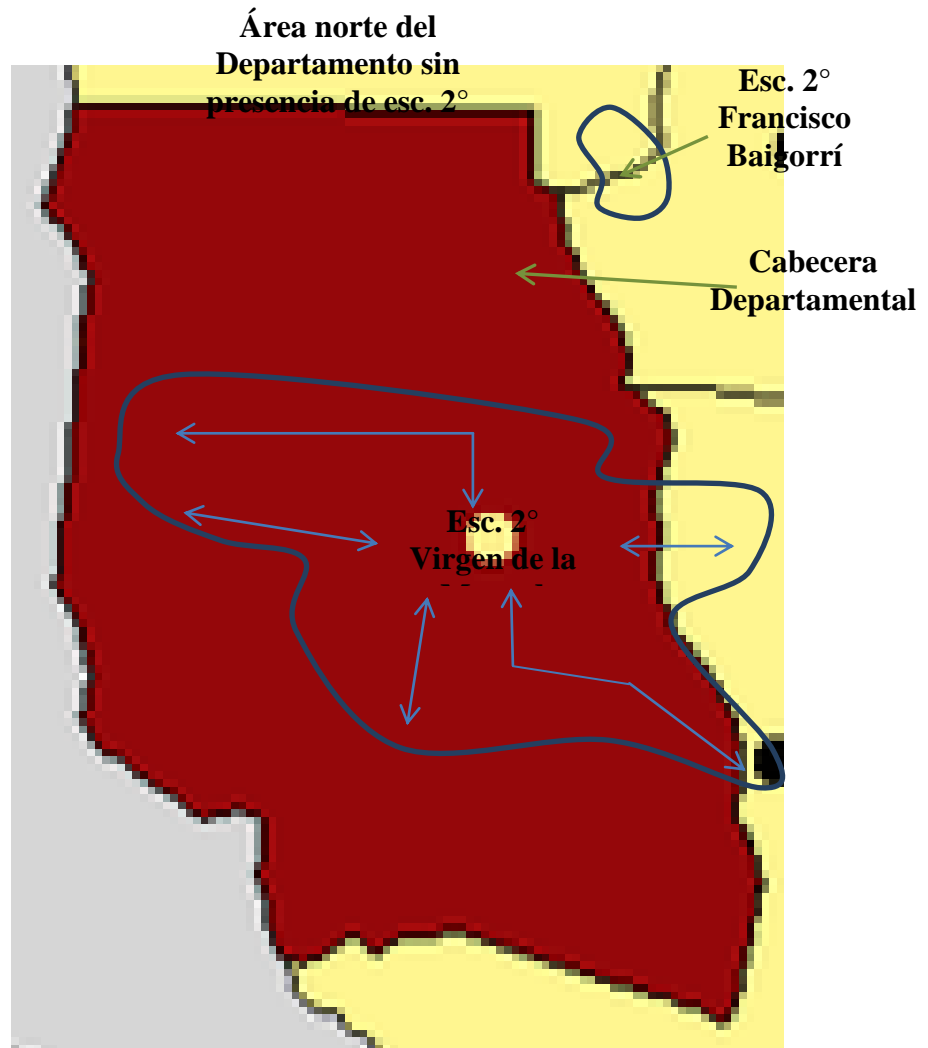 Área norte del
Departamento sin
presencia de esc. 2°
Esc. 2°
Francisco
Baigorrí
Cabecera
Departamental
Esc. 2°
Virgen de la